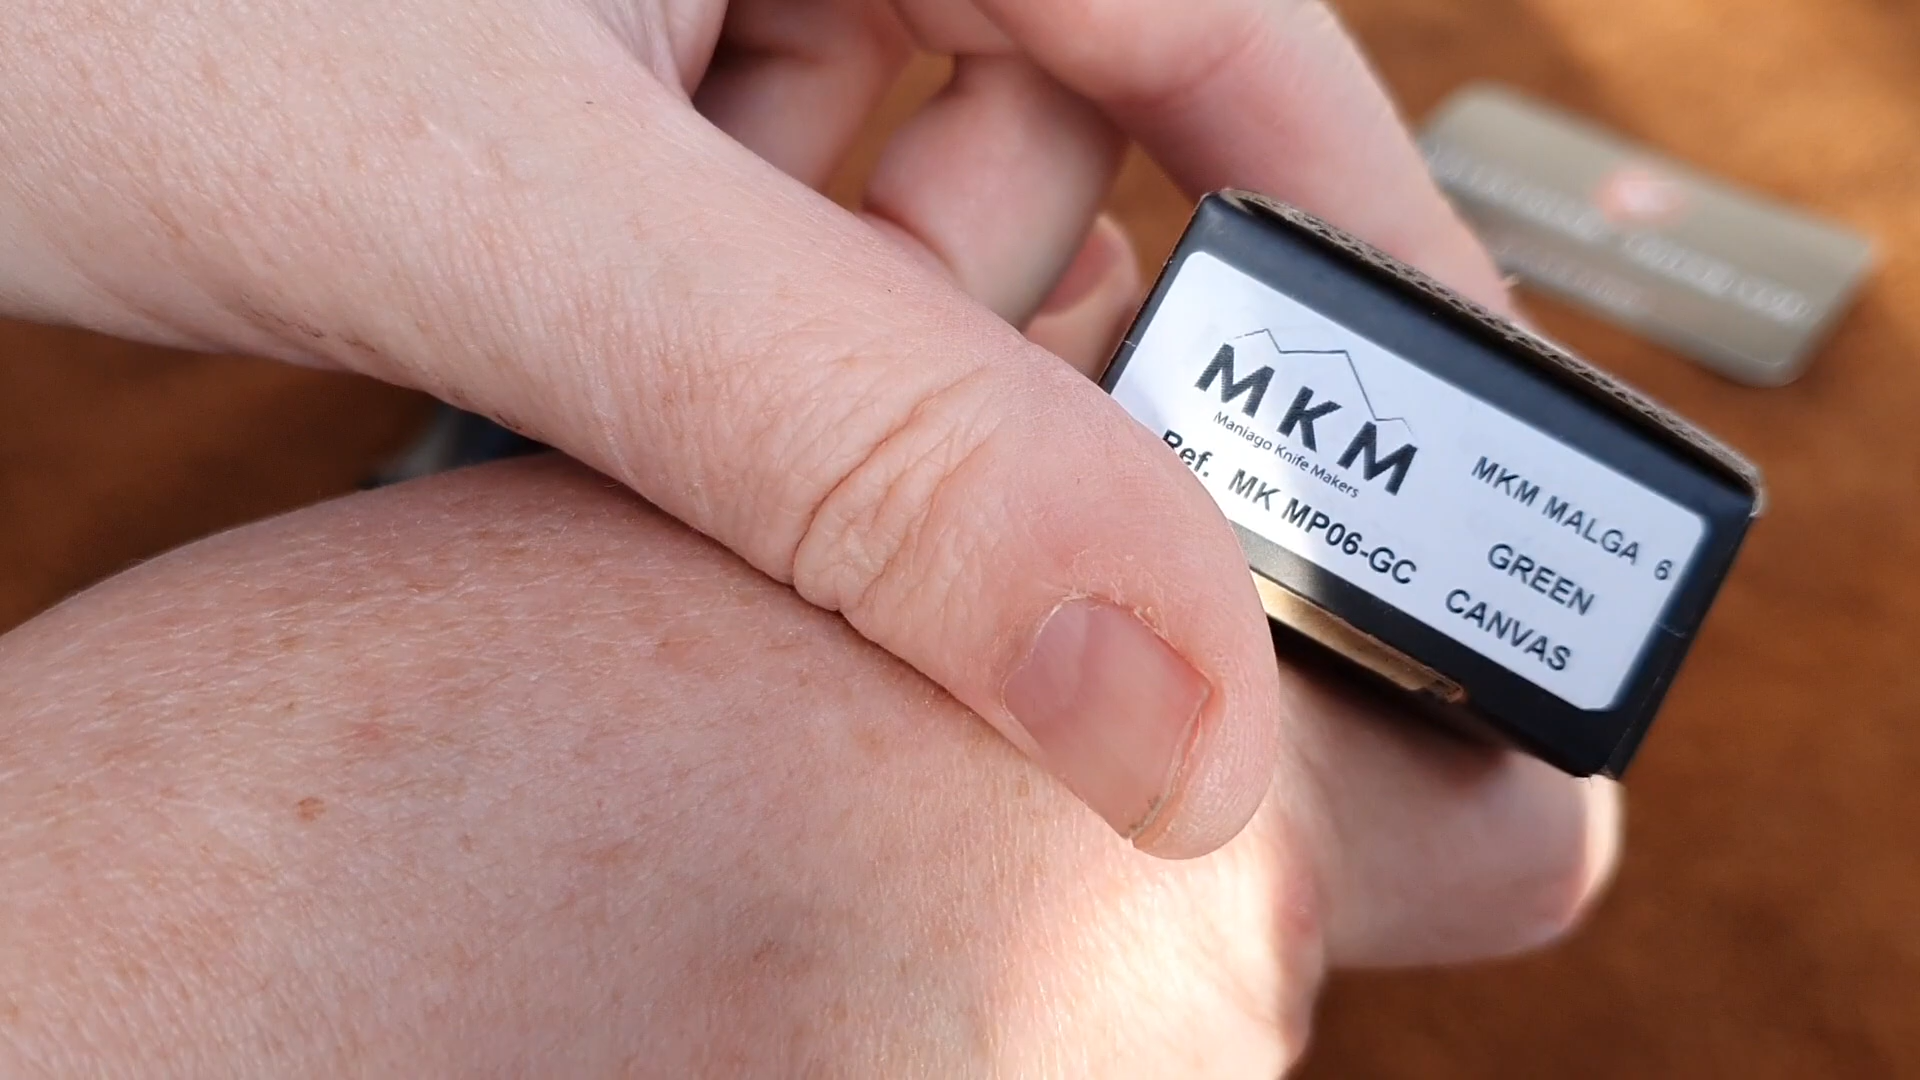 MKM
Maniago Knife Makers
Ref. MK MP06-GC
MKM MALGA 6
GREEN
CANVAS